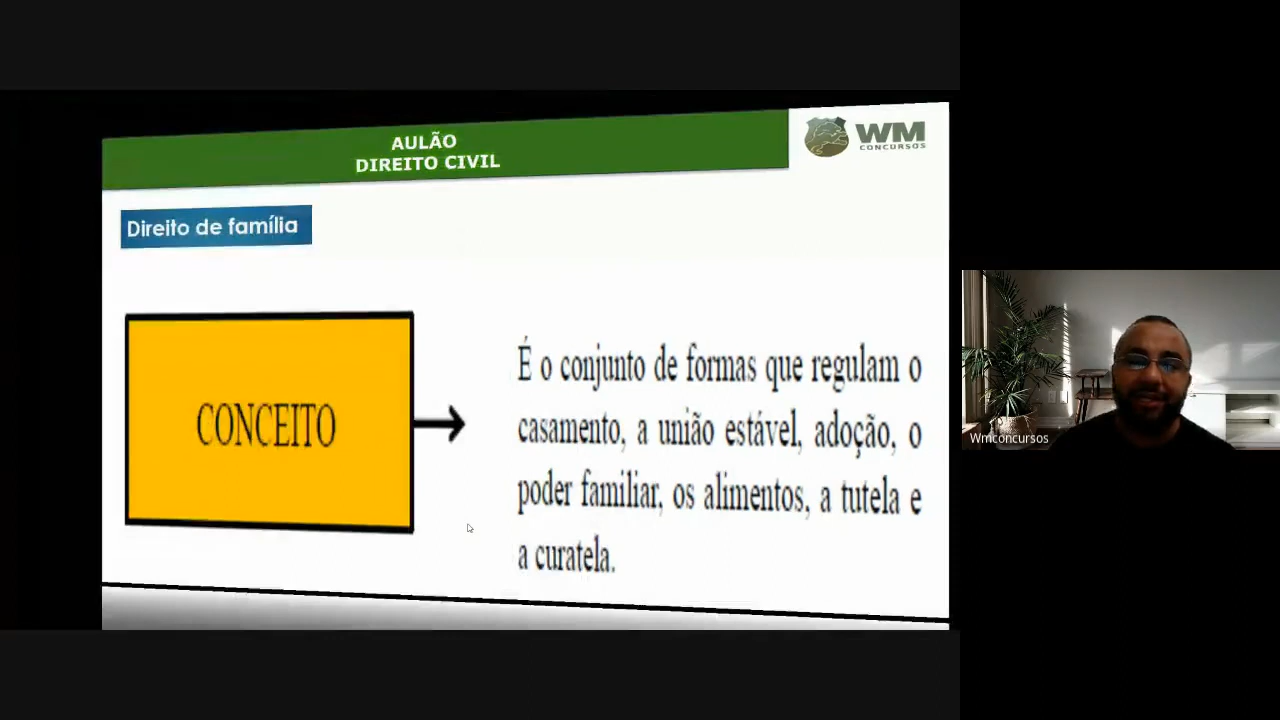 AULÃO
DIREITO CIVIL
WM
CONCURSOS
Direito de família
CONCEITO
É o conjunto de formas que regulam o
casamento, a união estável, adoção, o
poder familiar, os alimentos, a tutela e
a curatela.
Wmconcursos